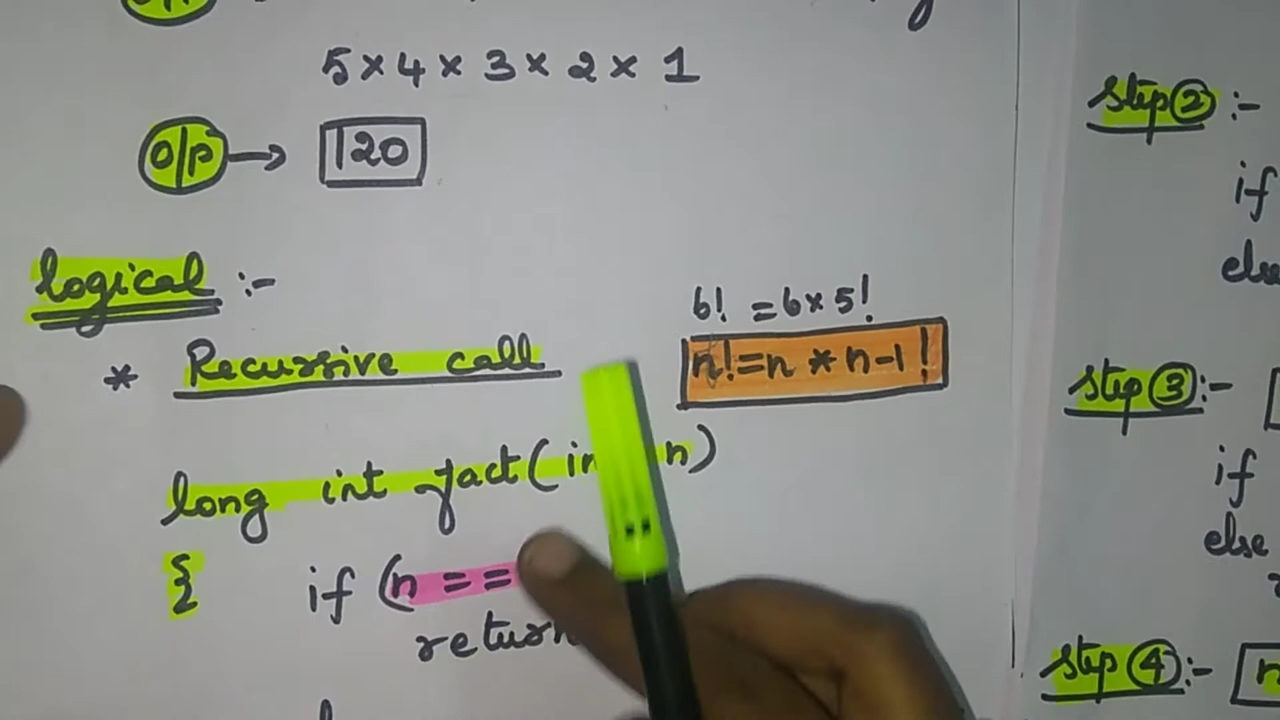 5 × 4 × 3 × 2 × 1
O/P → 120
logical :-
6! = 6 × 5!
* Recursive call
n! = n * n-1 !
long int fact( n)
{ if (n ==
return
step ② :-
if
else
step ③ :-
if
else
step ④ :-
n